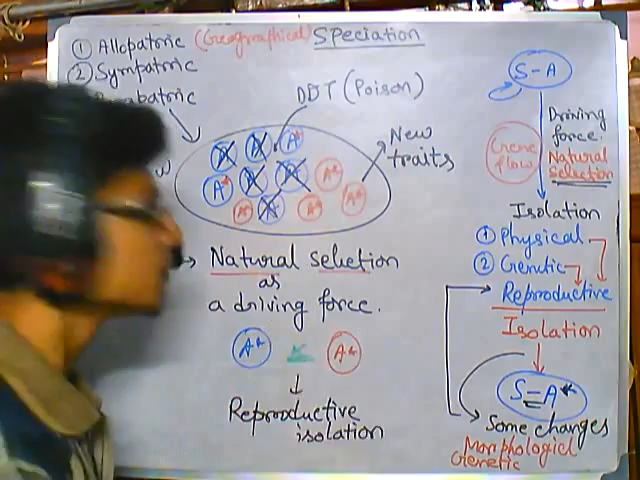 ① Allopatric (Geographical) Speciation
② Sympatric
DDT (Poison)
New
traits
A A A*
A* A A A*
A* A A* A*
Natural selection
as
a driving force.
A* A*
Reproductive
isolation
S-A
Driving
force.
Natural
selection
Gene
flow
Isolation
① Physical
② Genetic
Reproductive
Isolation
S=A*
Some changes
Morphologicl
Genetic